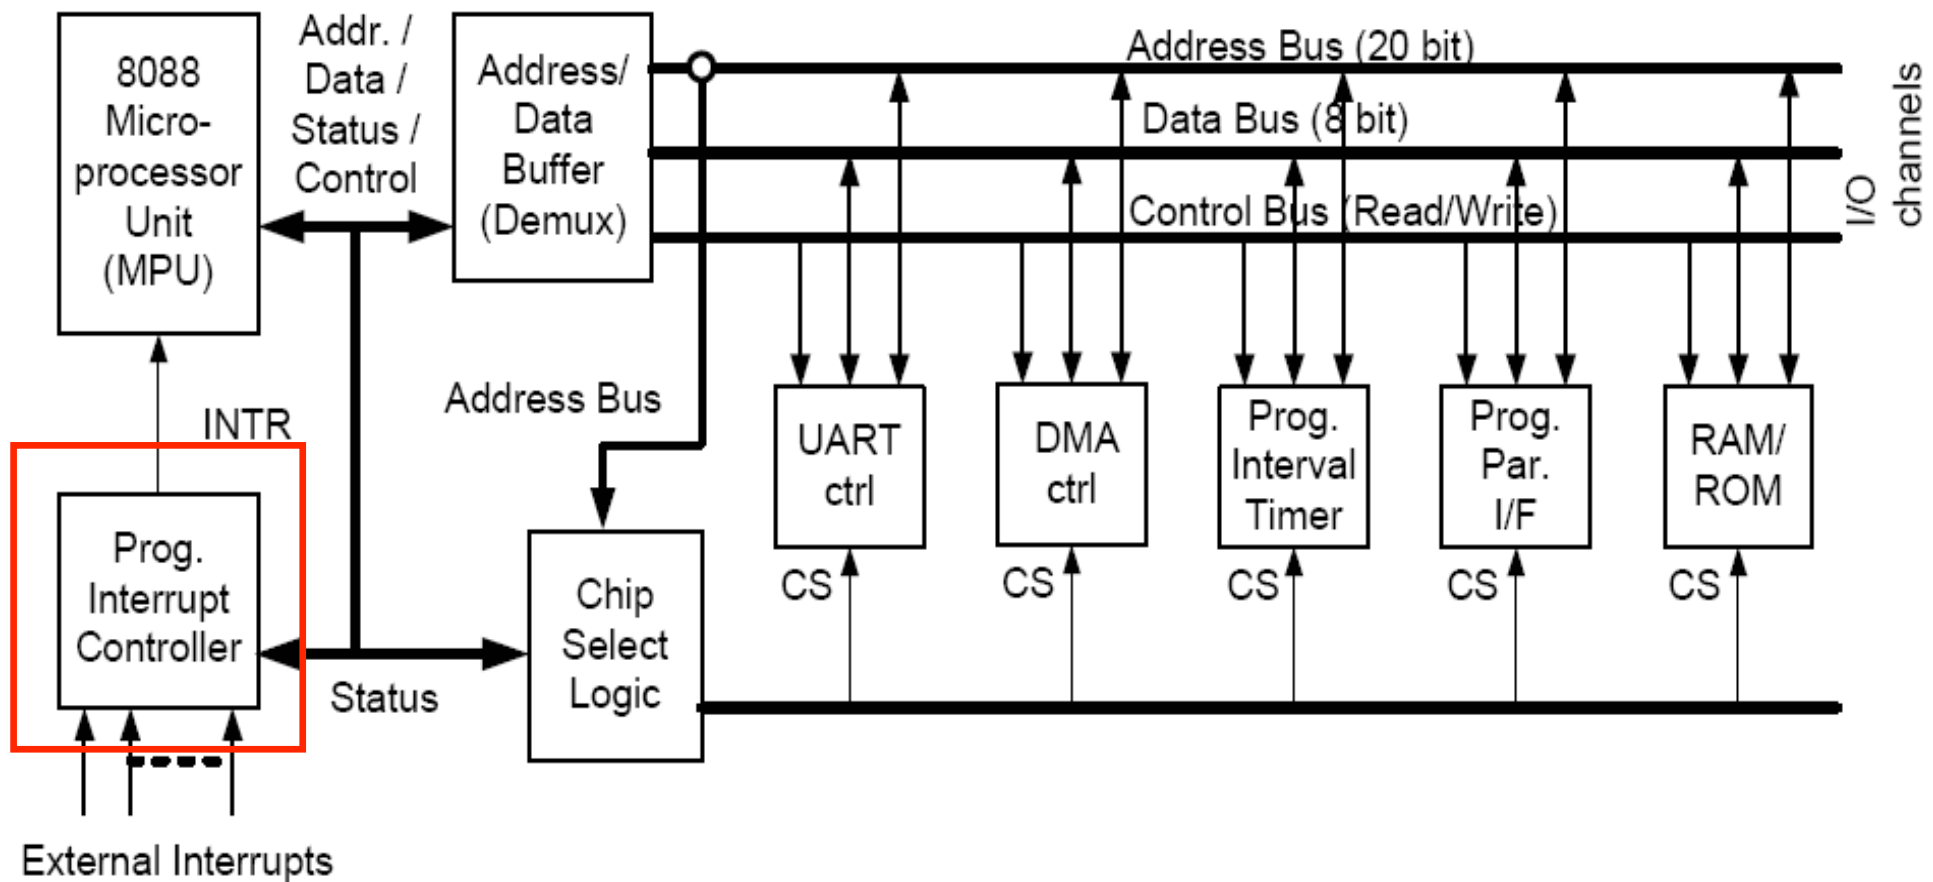 8088
Micro-
processor
Unit
(MPU)
Addr. /
Data /
Status /
Control
Address/
Data
Buffer
(Demux)
Address Bus (20 bit)
Data Bus (8 bit)
Control Bus (Read/Write)
I/O
channels
INTR
Address Bus
UART
ctrl
DMA
ctrl
Prog.
Interval
Timer
Prog.
Par.
I/F
RAM/
ROM
Prog.
Interrupt
Controller
Status
Chip
Select
Logic
CS
CS
CS
CS
CS
External Interrupts